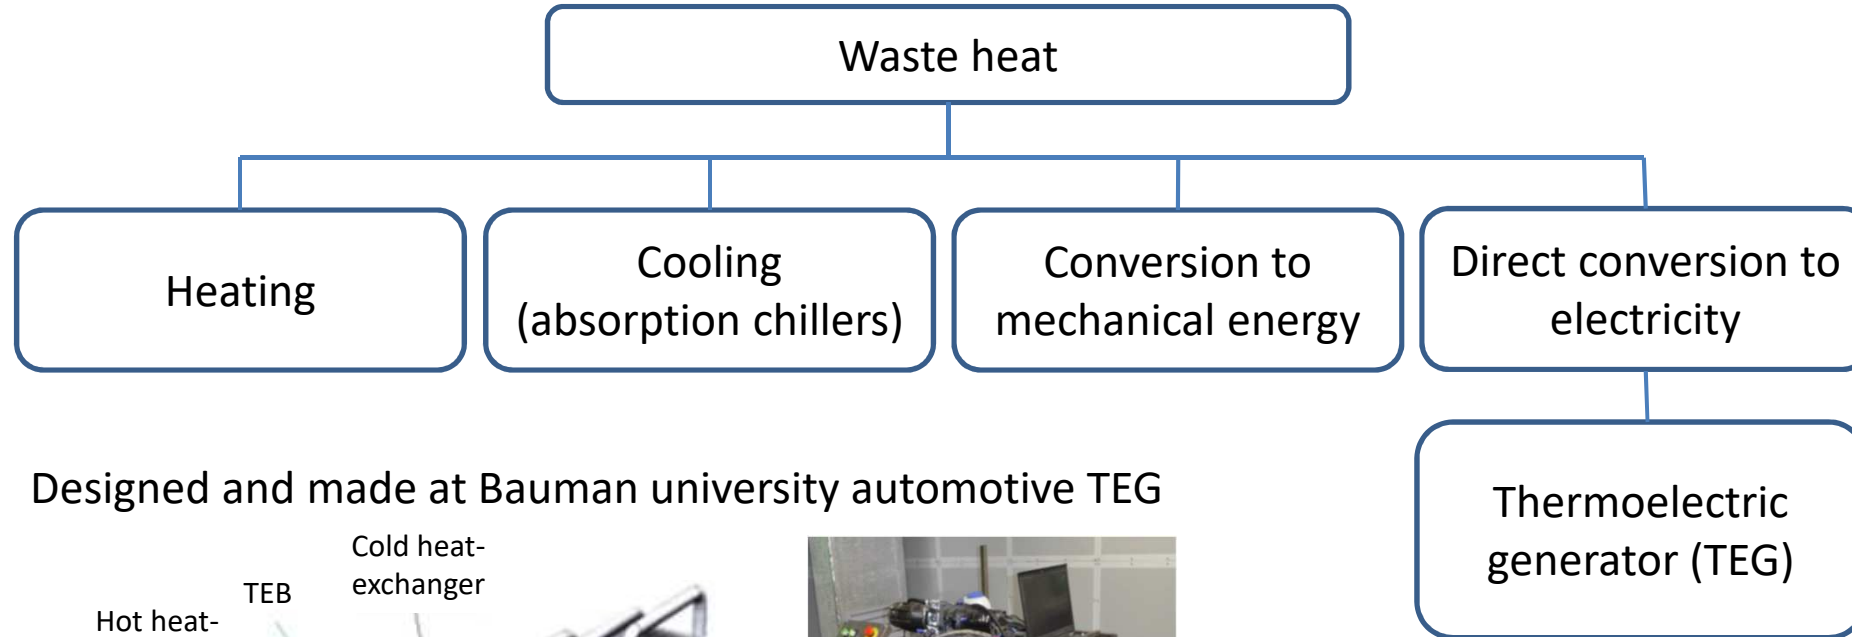 Waste heat
Heating
Cooling
(absorption chillers)
Conversion to
mechanical energy
Direct conversion to
electricity
Thermoelectric
generator (TEG)
Designed and made at Bauman university automotive TEG
Cold heat-
exchanger
TEB
Hot heat-